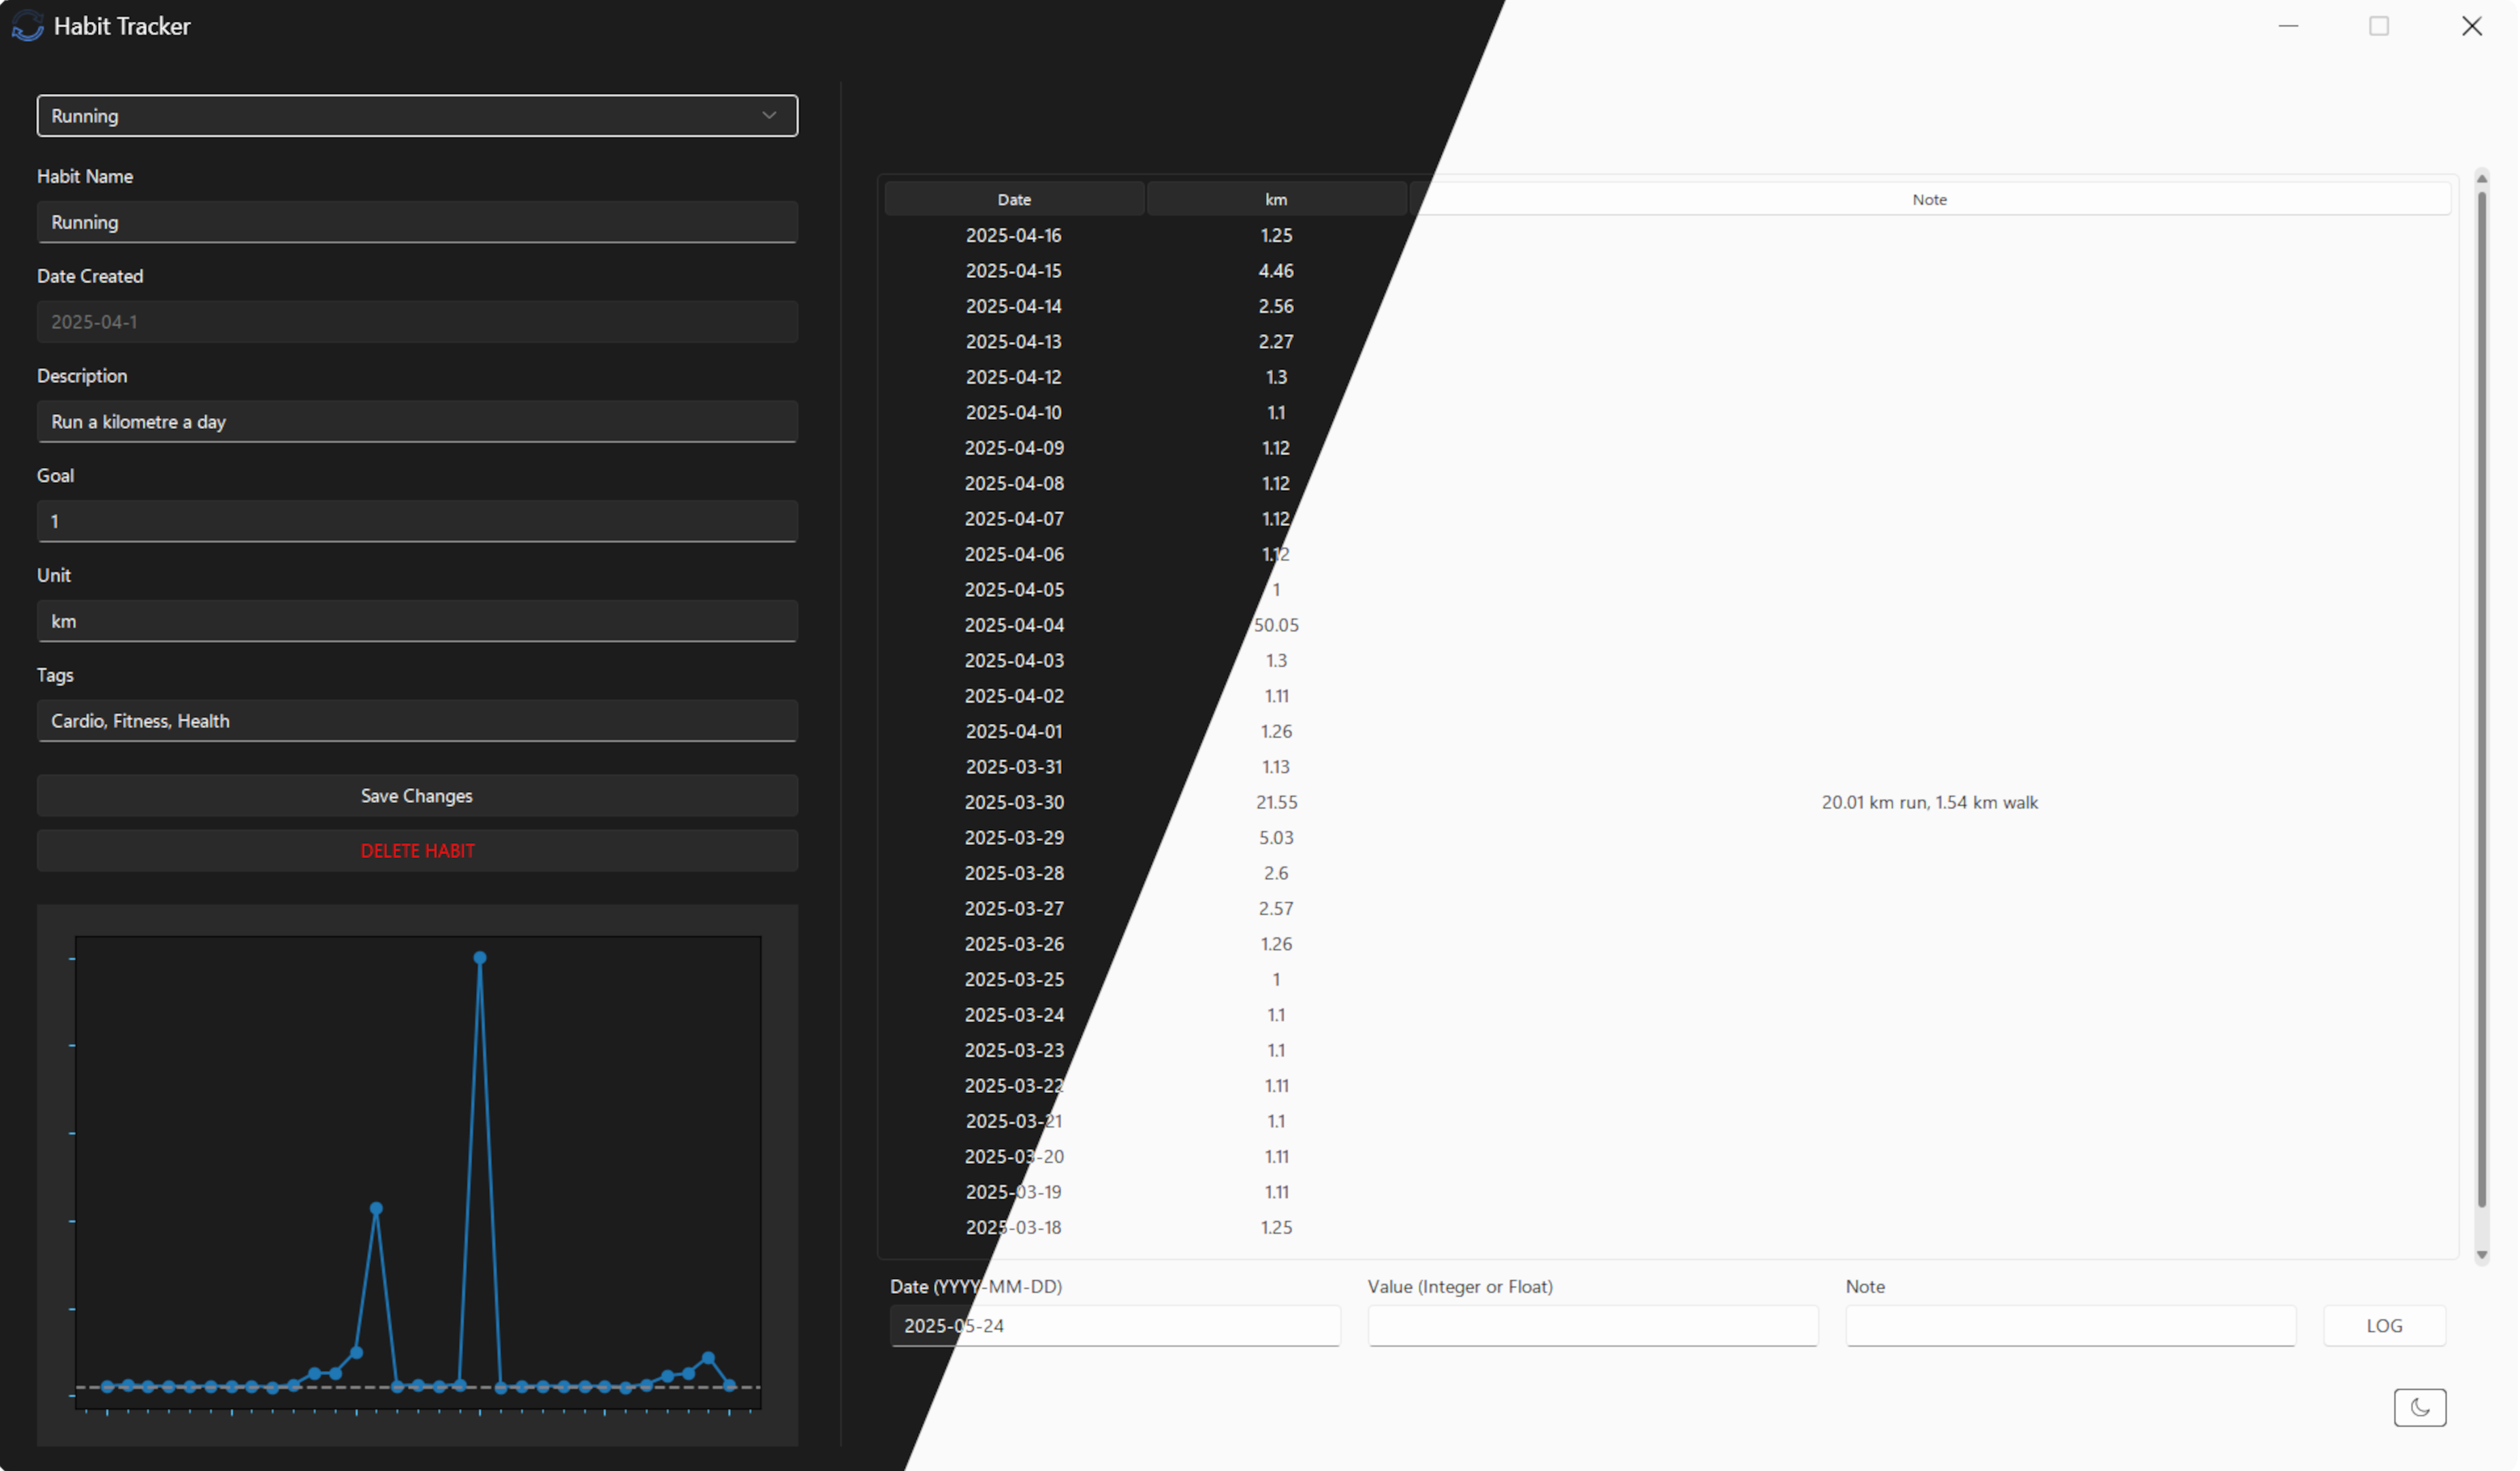 Habit Tracker
Running
Habit Name
Running
Date Created
2025-04-1
Description
Run a kilometre a day
Goal
1
Unit
km
Tags
Cardio, Fitness, Health
Save Changes
DELETE HABIT
Date km Note
2025-04-16 1.25
2025-04-15 4.46
2025-04-14 2.56
2025-04-13 2.27
2025-04-12 1.3
2025-04-10 1.1
2025-04-09 1.12
2025-04-08 1.12
2025-04-07 1.12
2025-04-06 1.12
2025-04-05 1
2025-04-04 50.05
2025-04-03 1.3
2025-04-02 1.11
2025-04-01 1.26
2025-03-31 1.13
2025-03-30 21.55 20.01 km run, 1.54 km walk
2025-03-29 5.03
2025-03-28 2.6
2025-03-27 2.57
2025-03-26 1.26
2025-03-25 1
2025-03-24 1.1
2025-03-23 1.1
2025-03-22 1.11
2025-03-21 1.1
2025-03-20 1.11
2025-03-19 1.11
2025-03-18 1.25
Date (YYYY-MM-DD) Value (Integer or Float) Note
2025-05-24 LOG